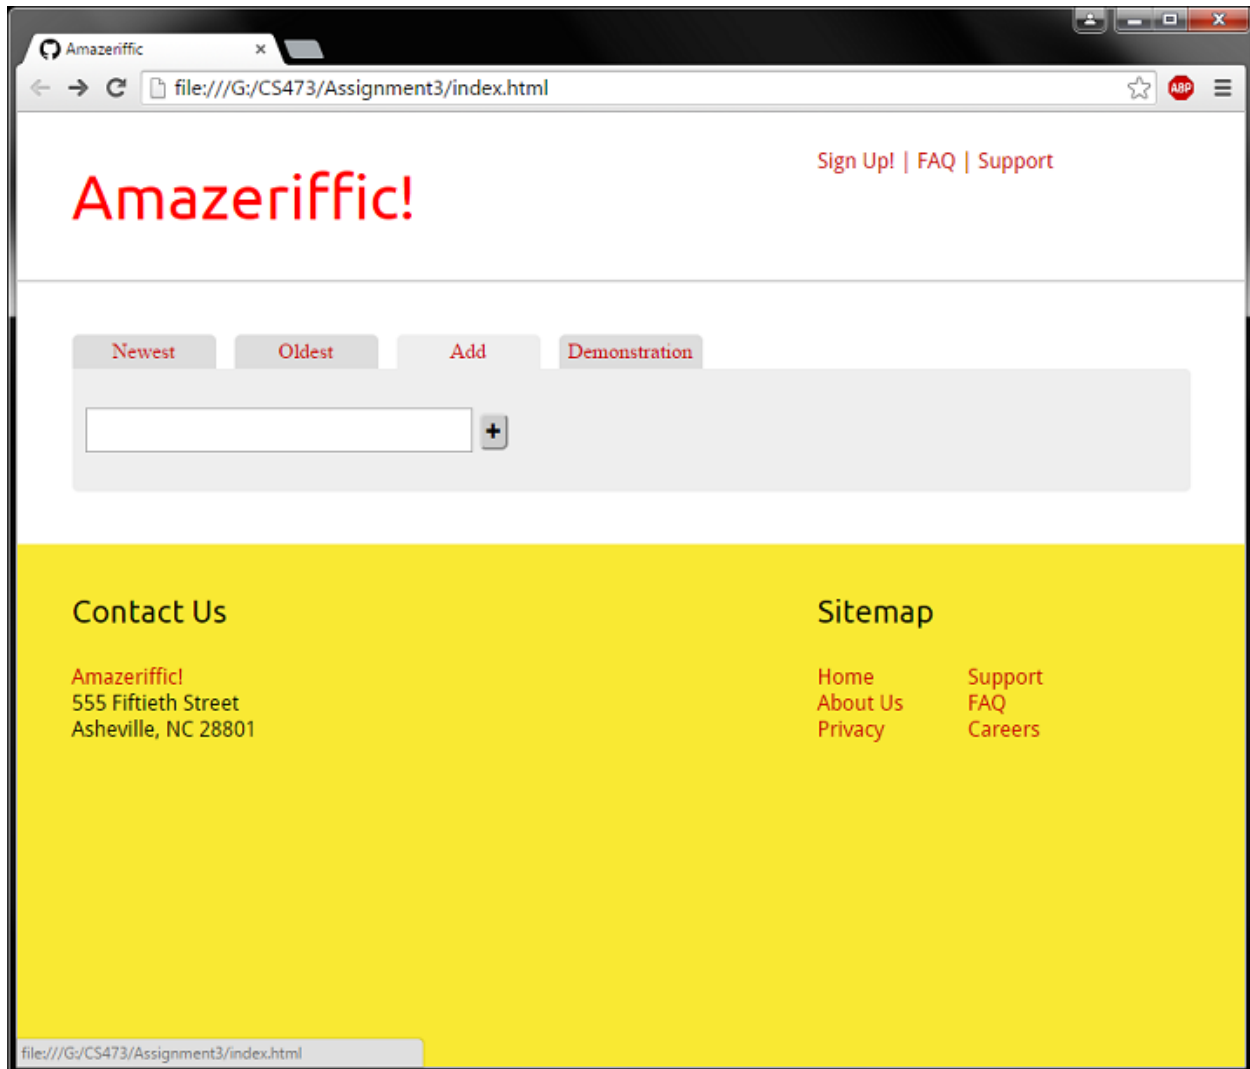 Amazeriffic
file:///G:/CS473/Assignment3/index.html
ABP
Amazeriffic!
Sign Up! | FAQ | Support
Newest Oldest Add Demonstration
+
Contact Us
Amazeriffic!
555 Fiftieth Street
Asheville, NC 28801
Sitemap
Home Support
About Us FAQ
Privacy Careers
file:///G:/CS473/Assignment3/index.html